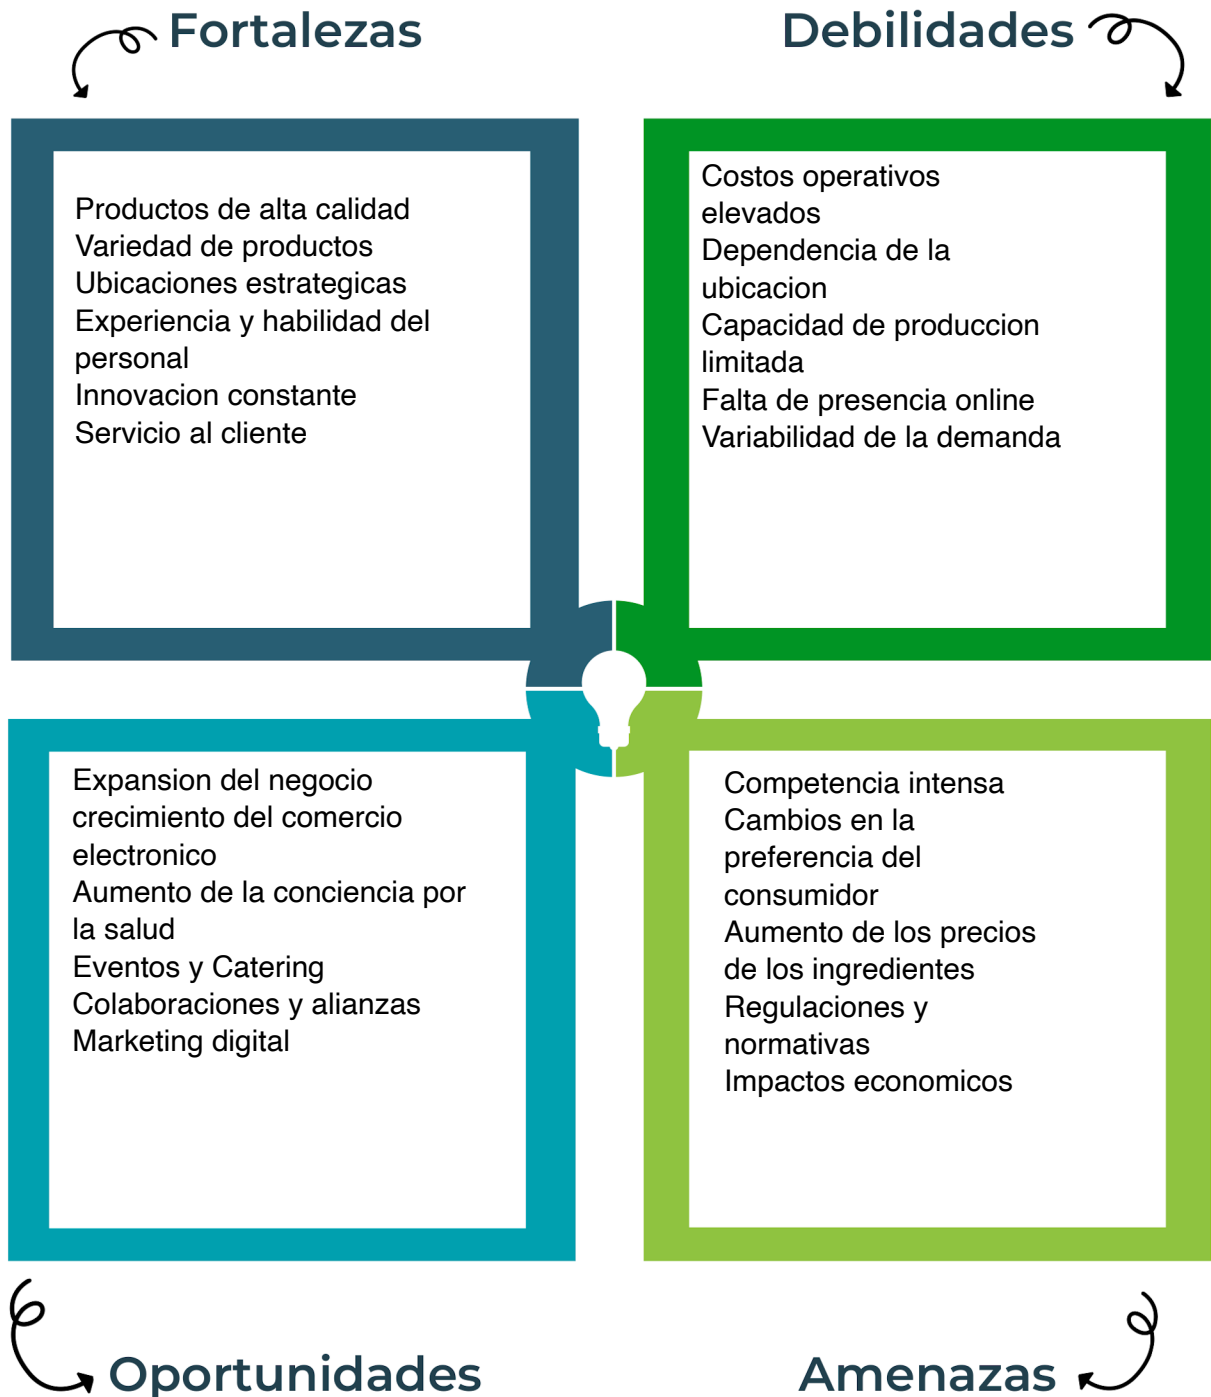 Fortalezas
Productos de alta calidad
Variedad de productos
Ubicaciones estrategicas
Experiencia y habilidad del
personal
Innovacion constante
Servicio al cliente
Debilidades
Costos operativos
elevados
Dependencia de la
ubicacion
Capacidad de produccion
limitada
Falta de presencia online
Variabilidad de la demanda
Expansion del negocio
crecimiento del comercio
electronico
Aumento de la conciencia por
la salud
Eventos y Catering
Colaboraciones y alianzas
Marketing digital
Oportunidades
Competencia intensa
Cambios en la
preferencia del
consumidor
Aumento de los precios
de los ingredientes
Regulaciones y
normativas
Impactos economicos
Amenazas